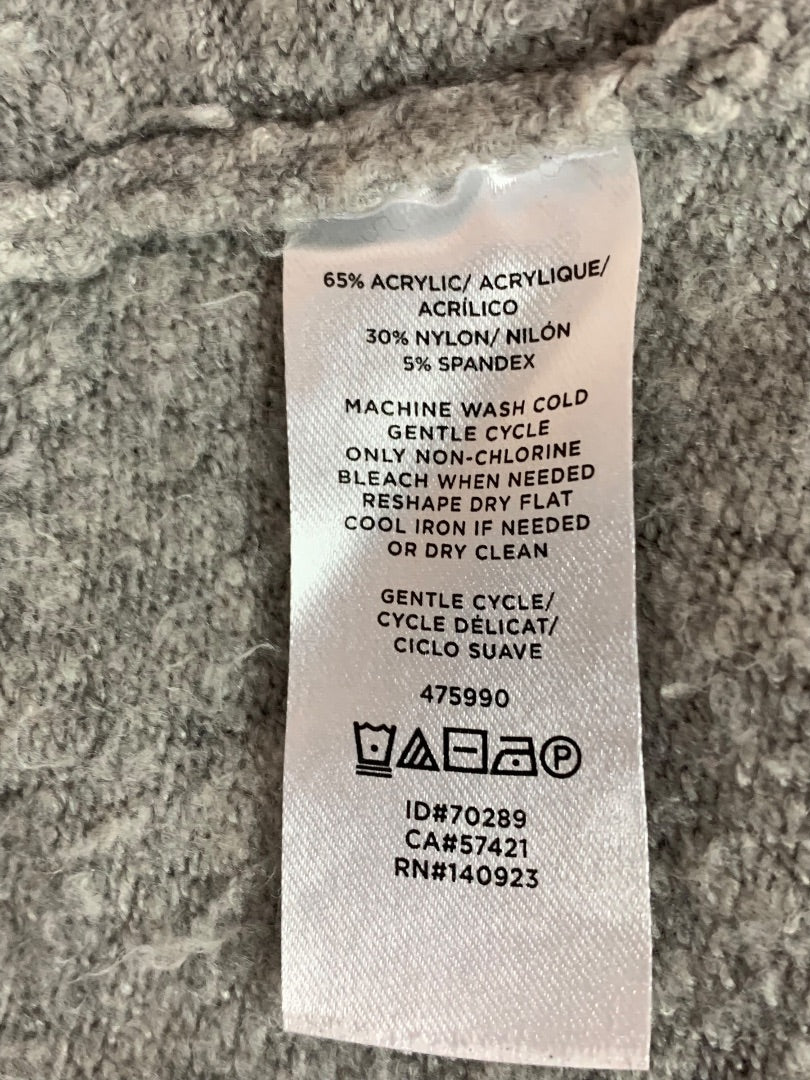 65% ACRYLIC/ ACRYLIQUE/
ACRÍLICO
30% NYLON/ NILÓN
5% SPANDEX
MACHINE WASH COLD
GENTLE CYCLE
ONLY NON-CHLORINE
BLEACH WHEN NEEDED
RESHAPE DRY FLAT
COOL IRON IF NEEDED
OR DRY CLEAN
GENTLE CYCLE/
CYCLE DÉLICAT/
CICLO SUAVE
475990
P
ID#70289
CA#57421
RN#140923